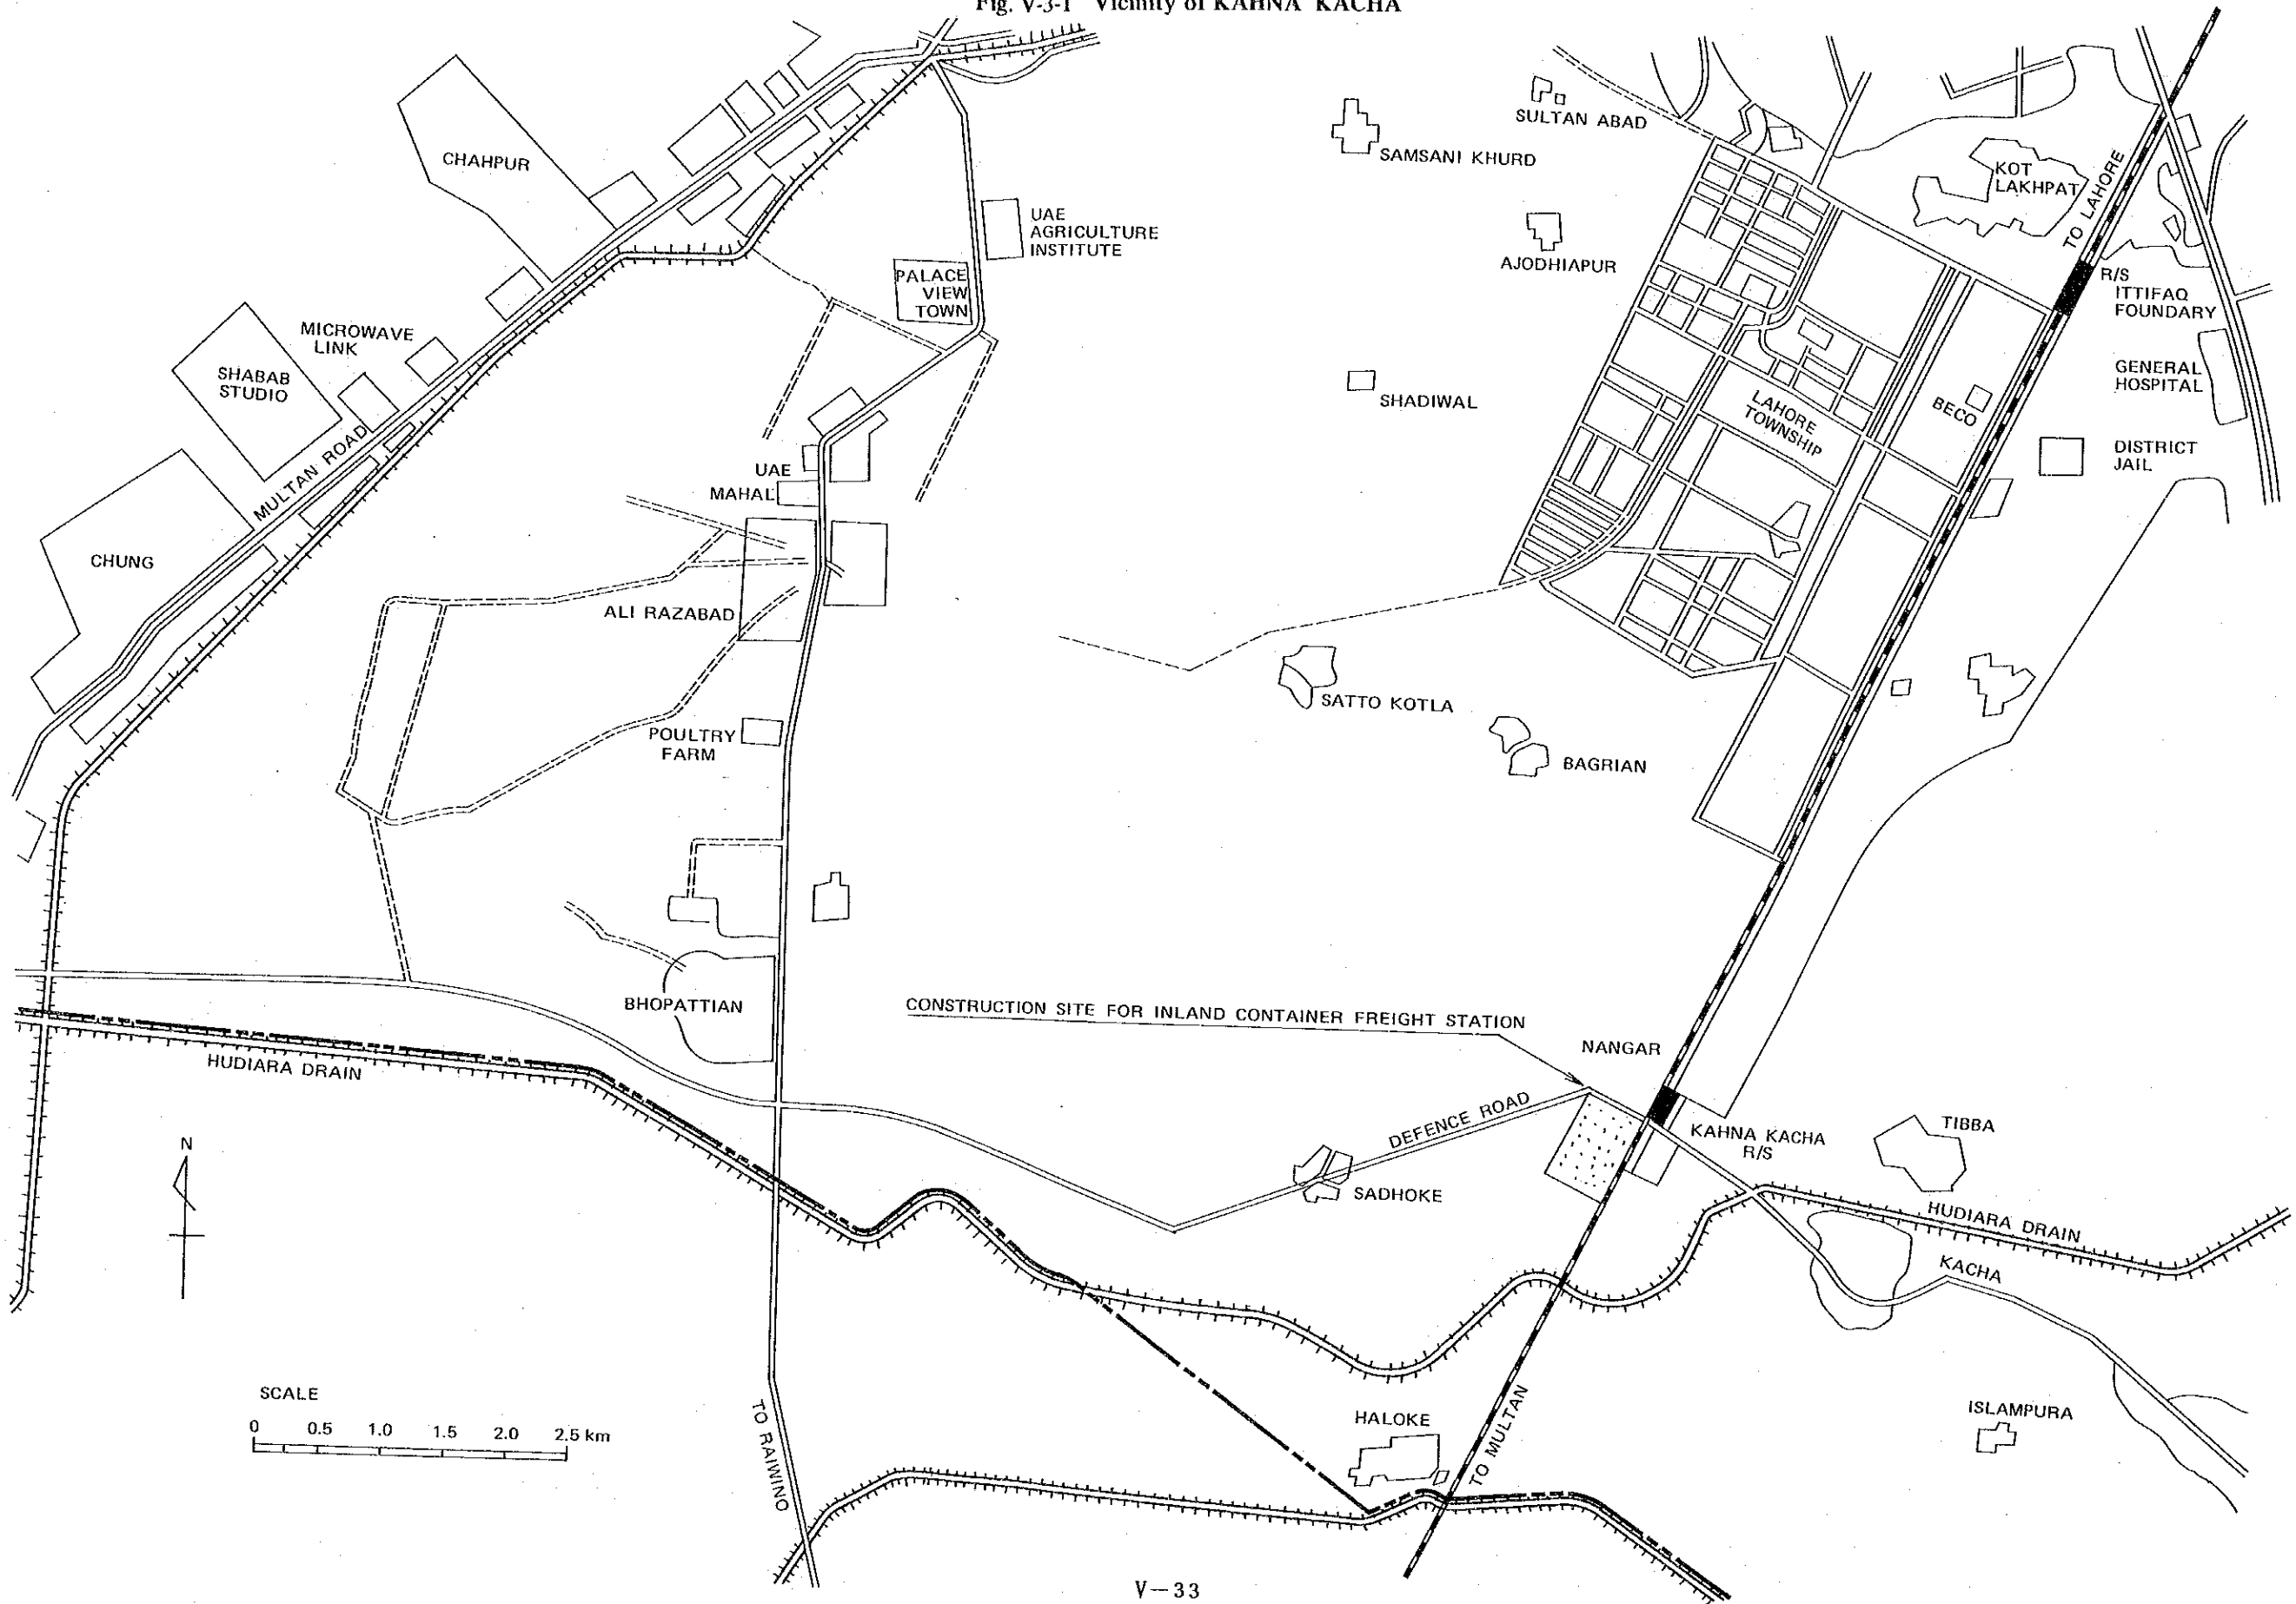 Fig. V-3-1 Vicinity of KAHNA KACHA
CHAHPUR
SULTAN ABAD
SAMSANI KHURD
KOT
LAKHPAT
TO LAHORE
UAE
AGRICULTURE
INSTITUTE
AJODHIAPUR
PALACE
VIEW
TOWN
R/S
ITTIFAQ
FOUNDARY
MICROWAVE
LINK
SHABAB
STUDIO
GENERAL
HOSPITAL
SHADIWAL
LAHORE
TOWNSHIP
BECO
MULTAN ROAD
DISTRICT
JAIL
UAE
MAHAL
CHUNG
ALI RAZABAD
SATTO KOTLA
POULTRY
FARM
BAGRIAN
BHOPATTIAN
CONSTRUCTION SITE FOR INLAND CONTAINER FREIGHT STATION
NANGAR
HUDIARA DRAIN
DEFENCE ROAD
KAHNA KACHA
R/S
TIBBA
N
SADHOKE
HUDIARA DRAIN
KACHA
SCALE
0 0.5 1.0 1.5 2.0 2.5 km
TO RAIWINO
HALOKE
TO MULTAN
ISLAMPURA
V-33